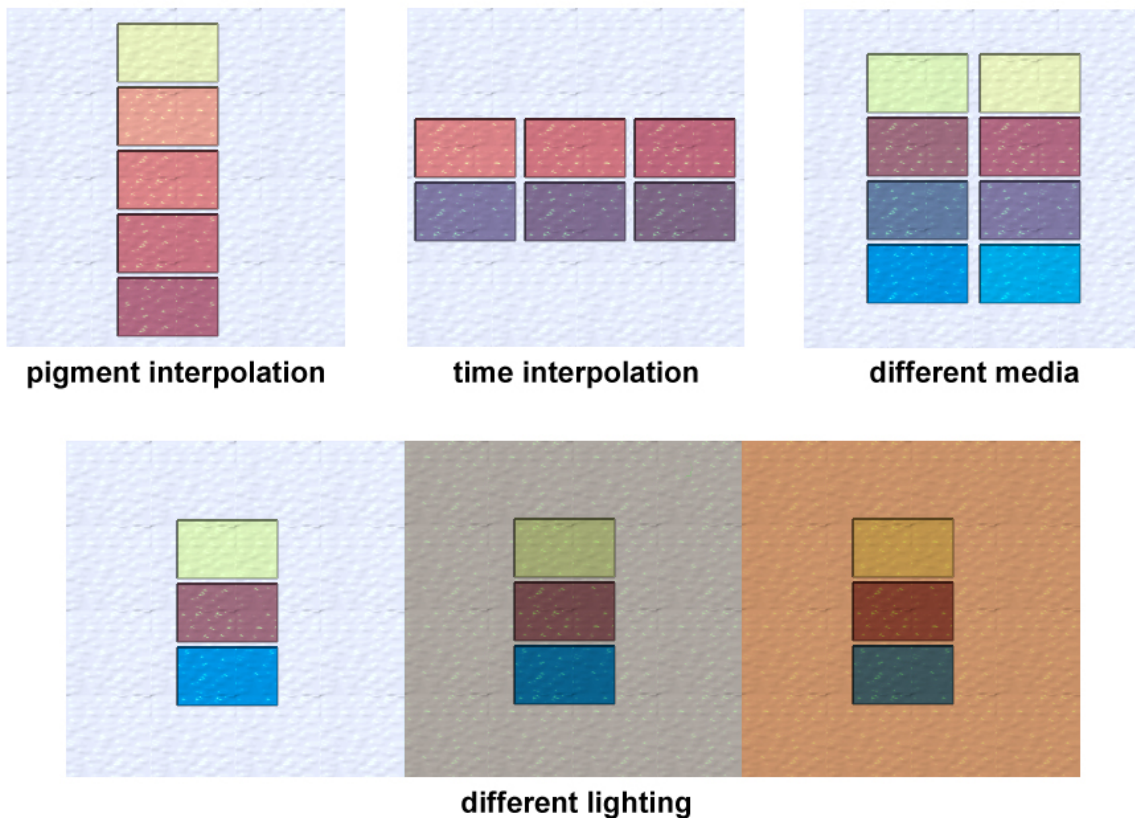 pigment interpolation
time interpolation
different media
different lighting